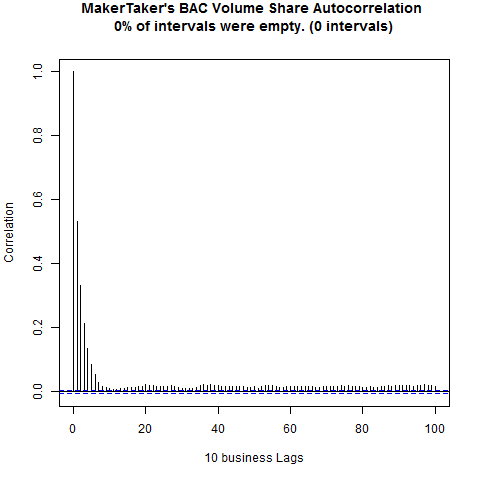 MakerTaker's BAC Volume Share Autocorrelation
0% of intervals were empty. (0 intervals)
Correlation
1.0
0.8
0.6
0.4
0.2
0.0
0 20 40 60 80 100
10 business Lags